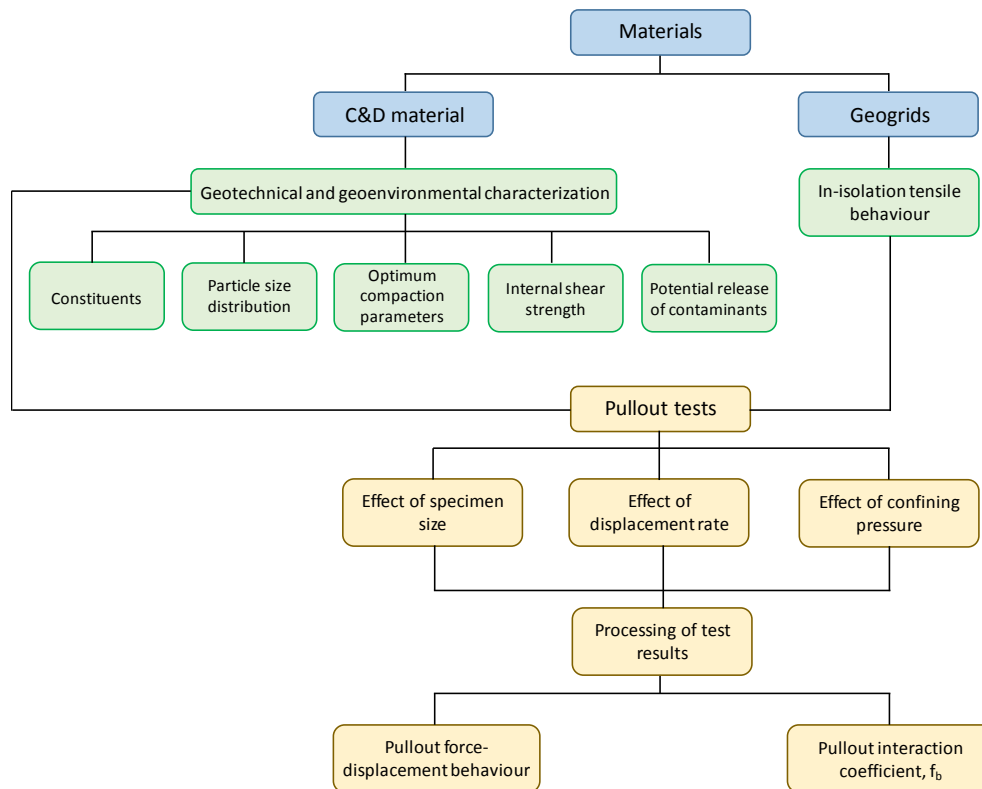 Materials
C&D material
Geogrids
Geotechnical and geoenvironmental characterization
In-isolation tensile
behaviour
Constituents
Particle size
distribution
Optimum
compaction
parameters
Internal shear
strength
Potential release
of contaminants
Pullout tests
Effect of specimen
size
Effect of
displacement rate
Effect of confining
pressure
Processing of test
results
Pullout force-
displacement behaviour
Pullout interaction
coefficient, fb